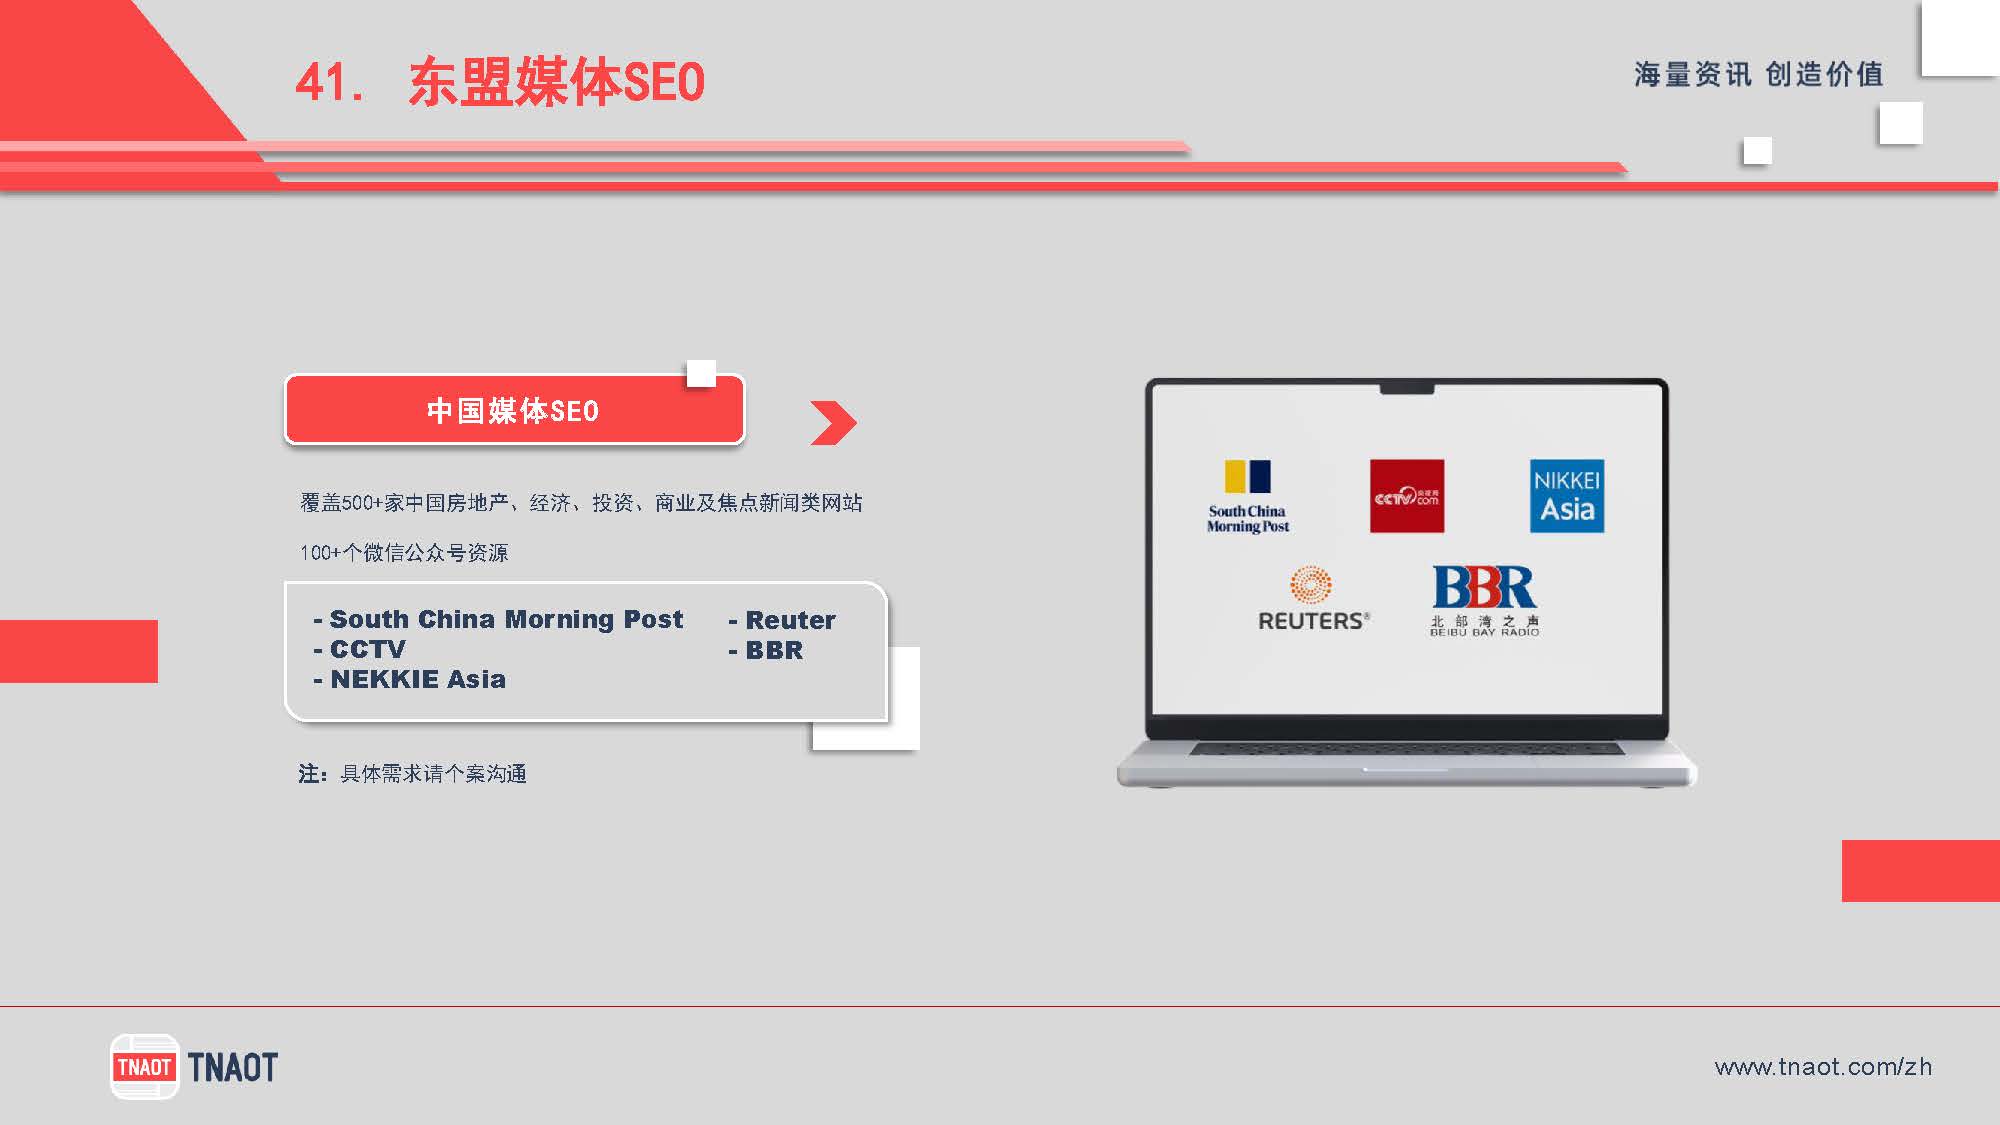 41. 东盟媒体SEO
海量资讯 创造价值
中国媒体SEO
覆盖500+家中国房地产、经济、投资、商业及焦点新闻类网站
100+个微信公众号资源
- South China Morning Post
- CCTV
- NEKKIE Asia
- Reuter
- BBR
注：具体需求请个案沟通
South China
Morning Post
CCTV 央视网
com
NIKKEI
Asia
REUTERS®
BBR
北部湾之声
BEIBU BAY RADIO
TNAOT
TNAOT
www.tnaot.com/zh